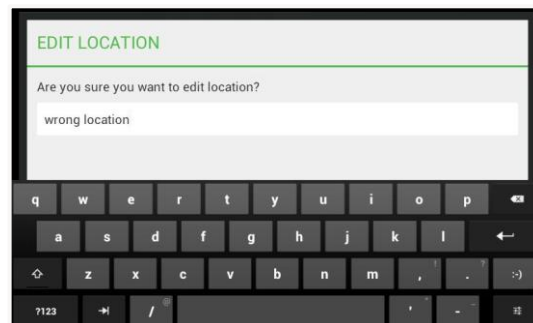 EDIT LOCATION
Are you sure you want to edit location?
wrong location
q w e r t y u i o p
a s d f g h j k l
z x c v b n m , ! . ? :-)
?123 / @ ' " - _